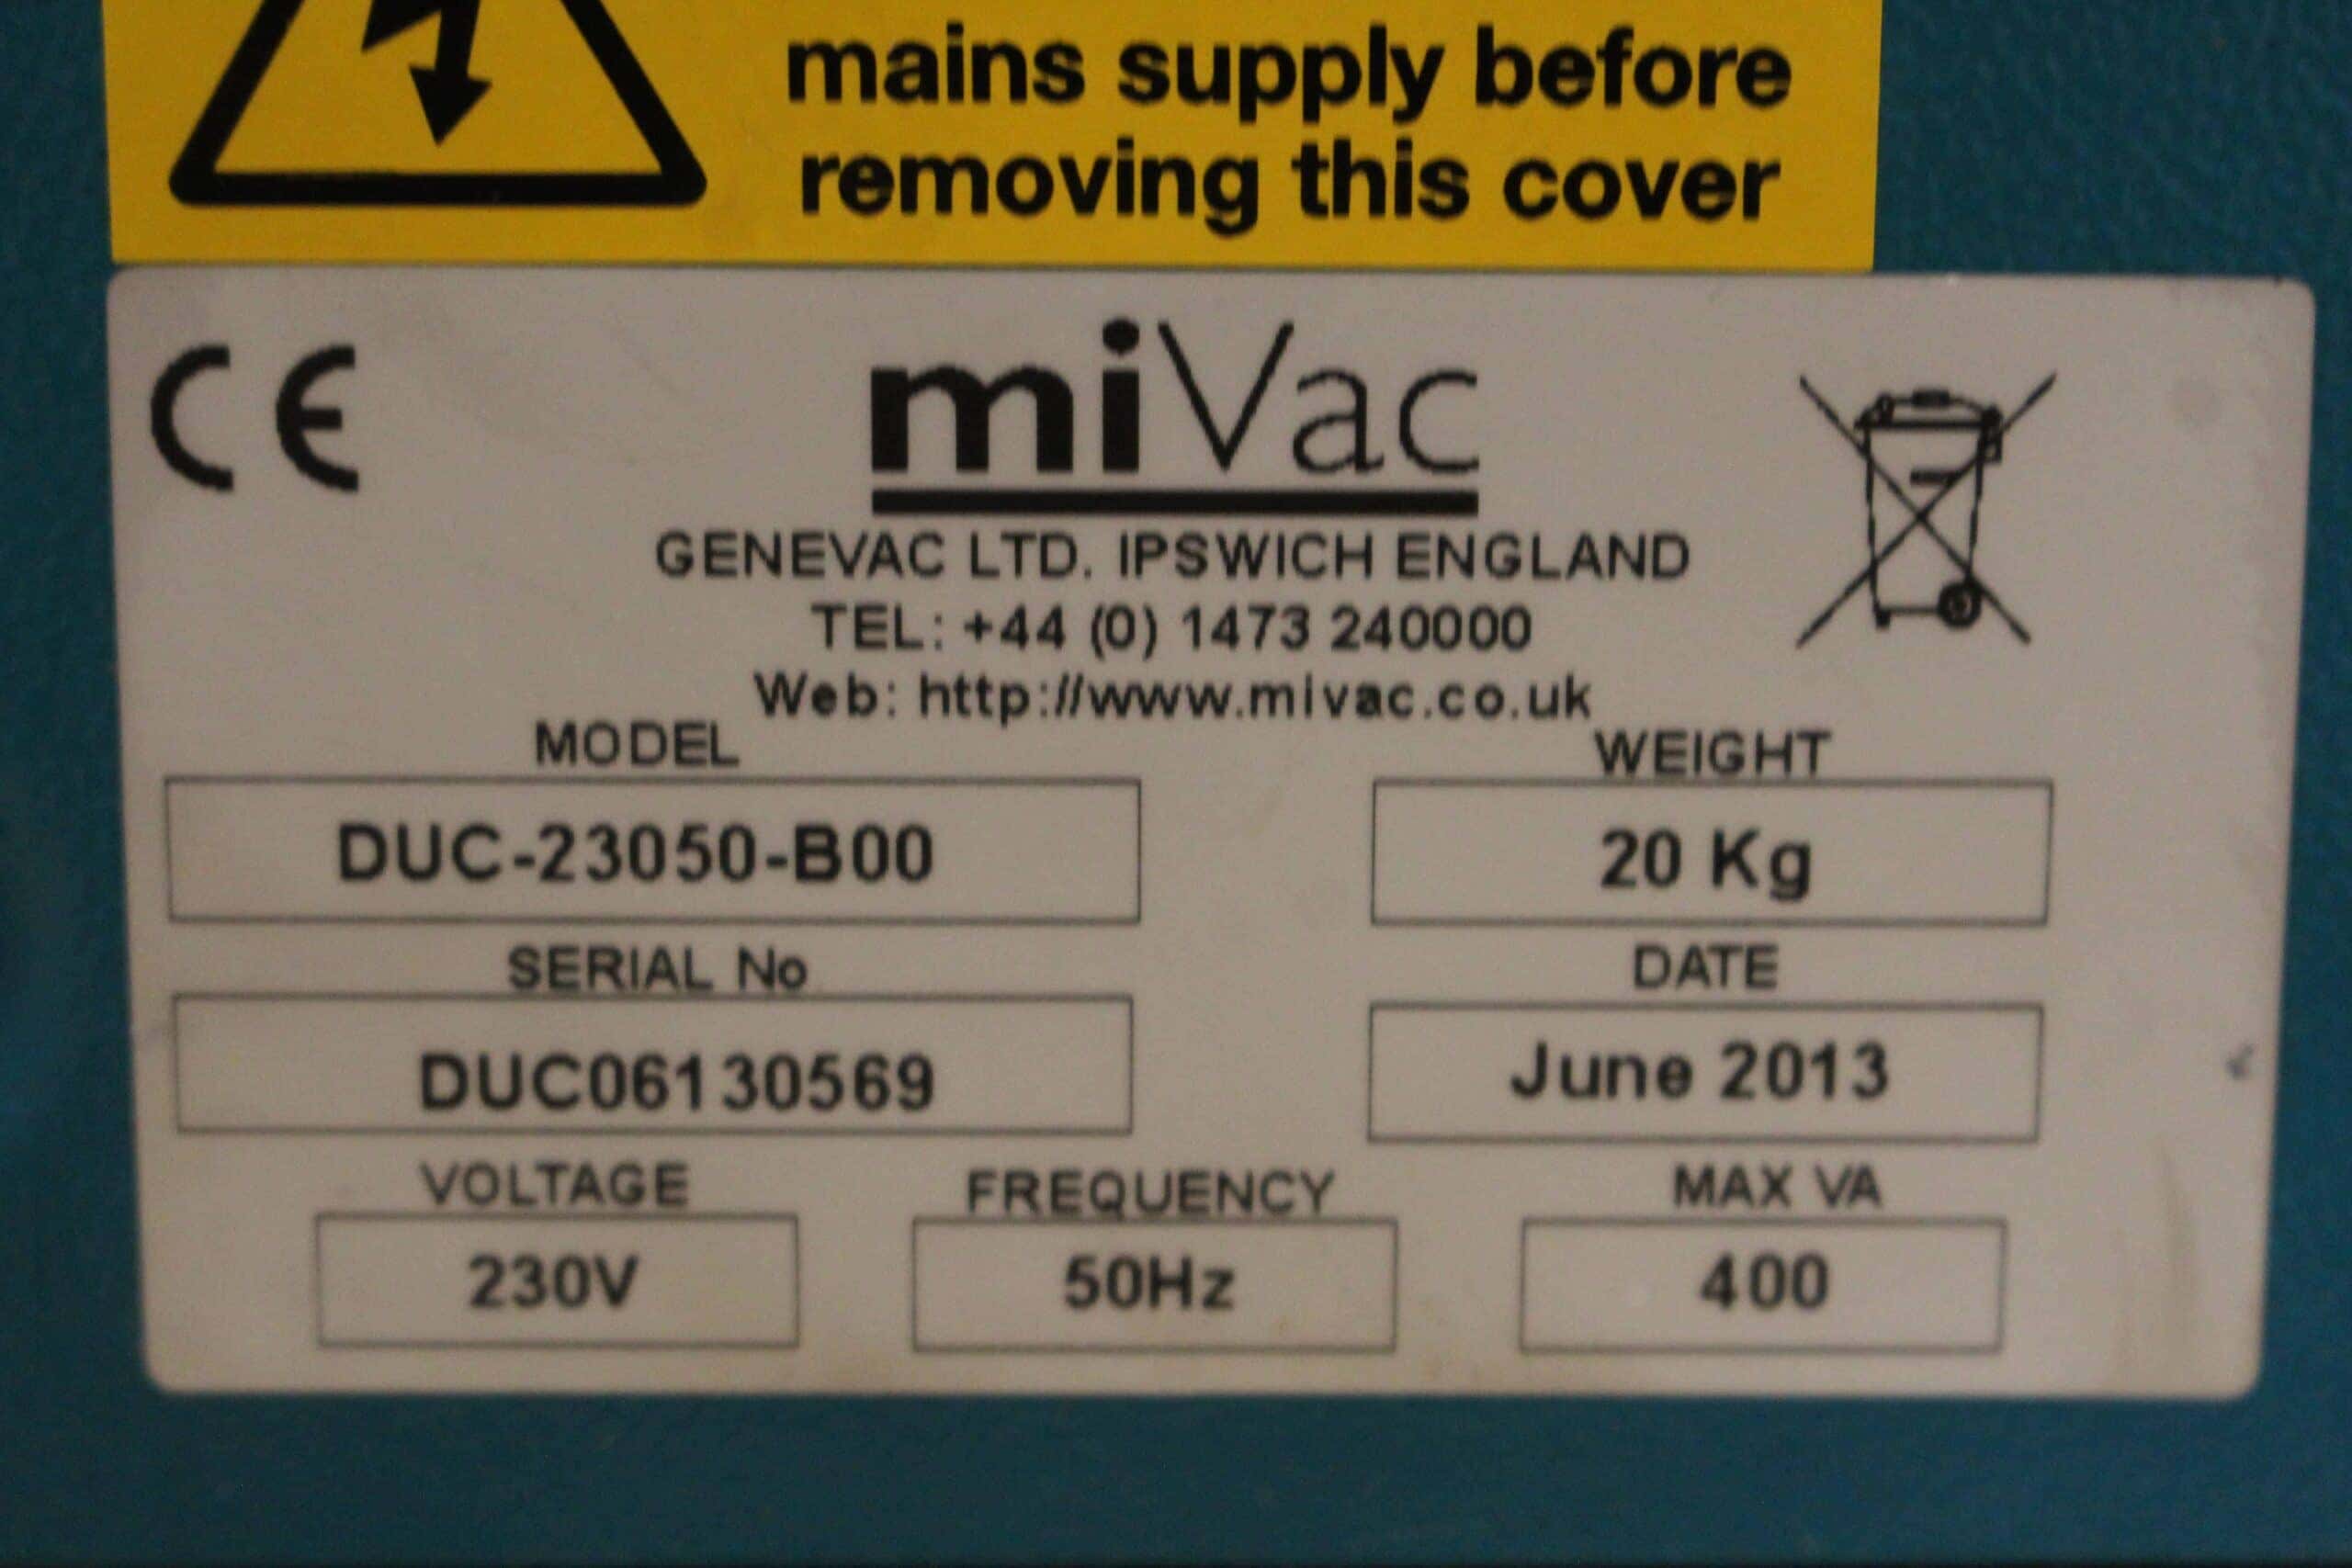 mains supply before
removing this cover
CE
miVac
GENEVAC LTD. IPSWICH ENGLAND
TEL: +44 (0) 1473 240000
Web: http://www.mivac.co.uk
MODEL
DUC-23050-B00
WEIGHT
20 Kg
SERIAL No
DUC06130569
DATE
June 2013
VOLTAGE
230V
FREQUENCY
50Hz
MAX VA
400